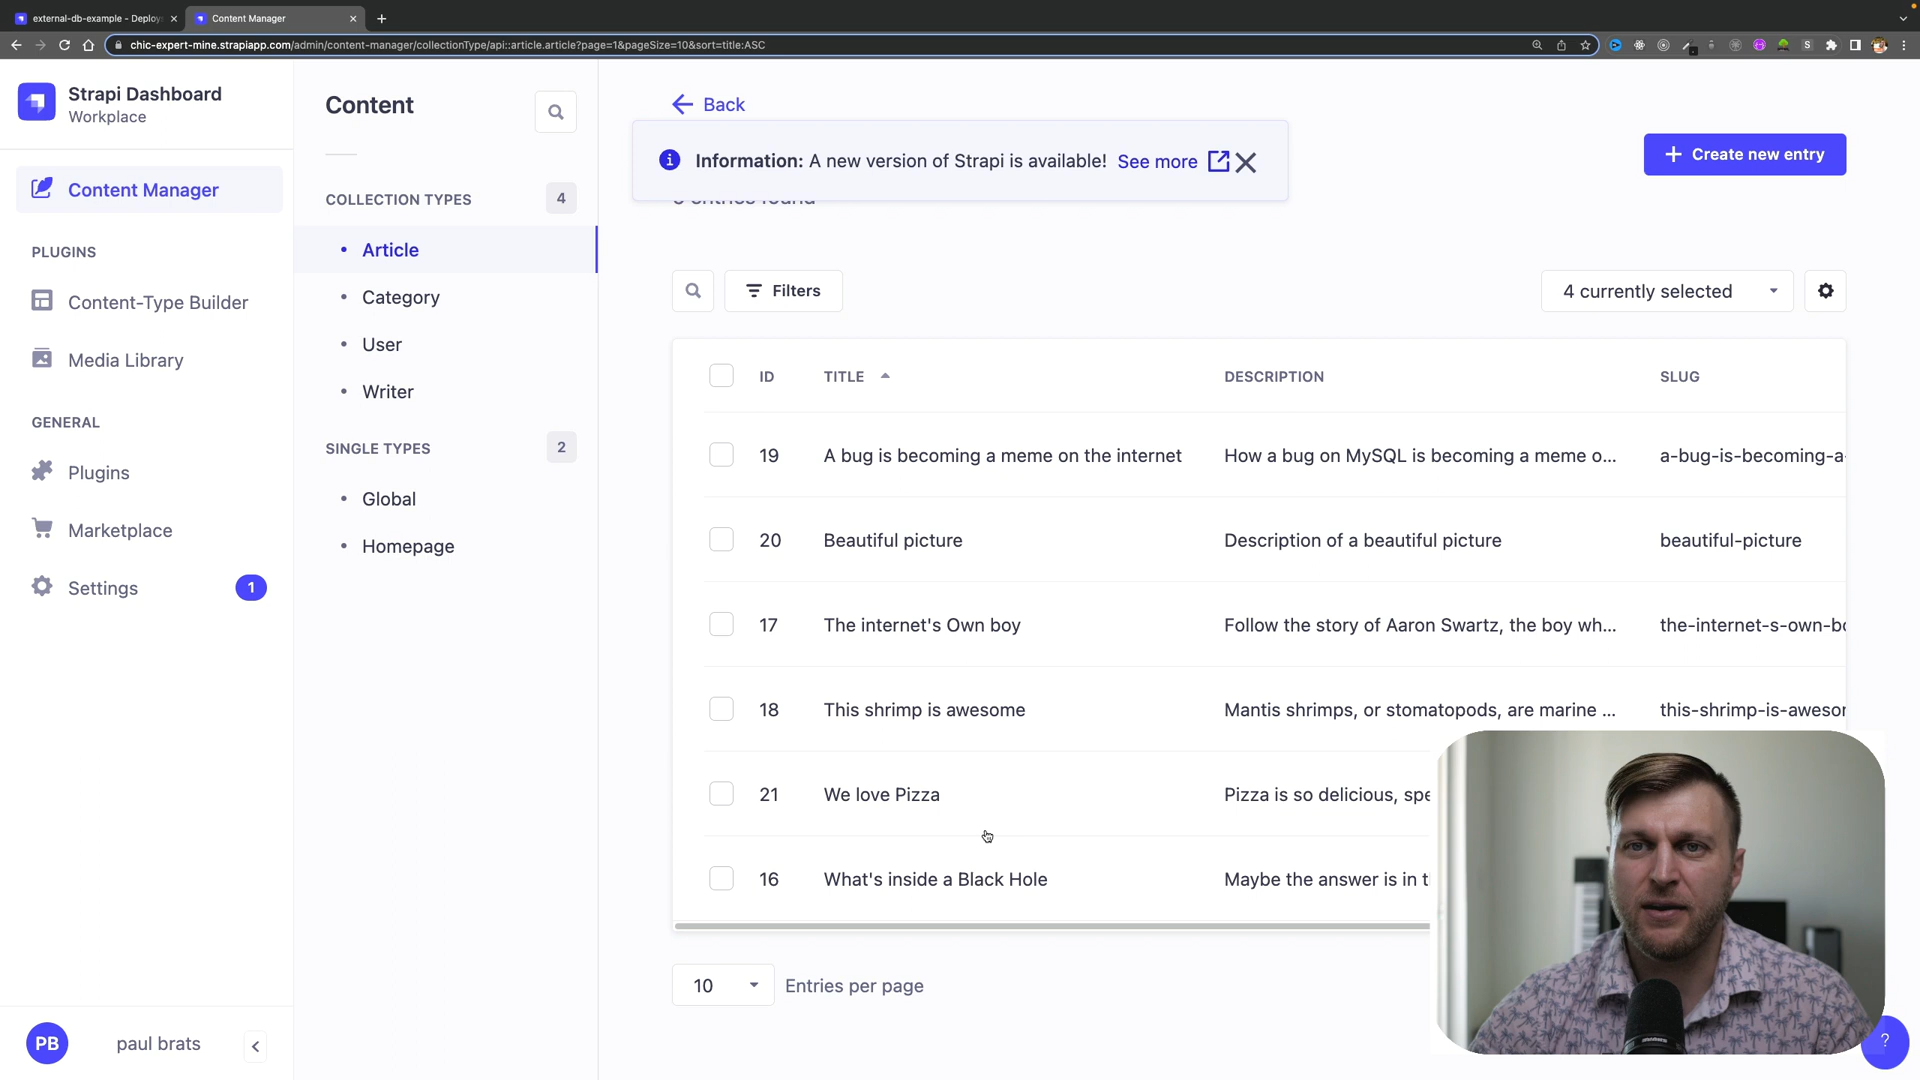 external-db-example - Deploy
Content Manager
chic-expert-mine.strapiapp.com/admin/content-manager/collectionType/api::article.article?page=1&pageSize=10&sort=title:ASC
Strapi Dashboard
Workplace
Content Manager
PLUGINS
Content-Type Builder
Media Library
GENERAL
Plugins
Marketplace
Settings
1
PB
paul brats
Content
COLLECTION TYPES
4
Article
Category
User
Writer
SINGLE TYPES
2
Global
Homepage
Back
Information: A new version of Strapi is available! See more
entries found
Create new entry
Filters
4 currently selected
ID TITLE DESCRIPTION SLUG
19 A bug is becoming a meme on the internet How a bug on MySQL is becoming a meme o... a-bug-is-becoming-a-
20 Beautiful picture Description of a beautiful picture beautiful-picture
17 The internet's Own boy Follow the story of Aaron Swartz, the boy wh... the-internet-s-own-bo
18 This shrimp is awesome Mantis shrimps, or stomatopods, are marine ... this-shrimp-is-awesor
21 We love Pizza Pizza is so delicious, spe
16 What's inside a Black Hole Maybe the answer is in t
10 Entries per page
?